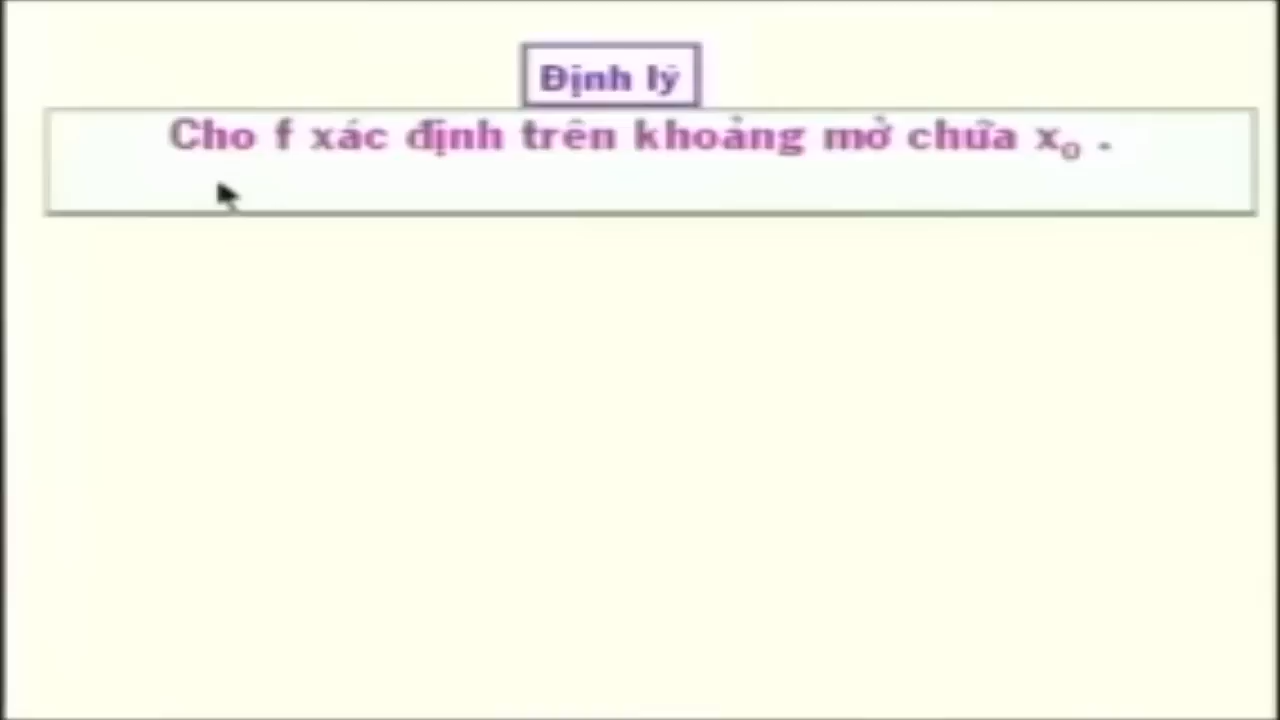 Định lý
Cho f xác định trên khoảng mở chứa x₀ .